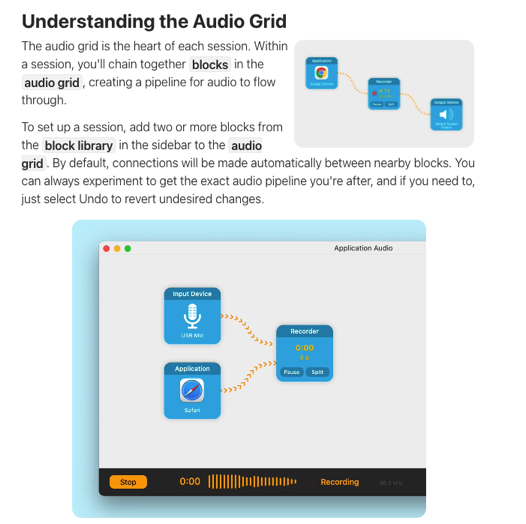 Understanding the Audio Grid
The audio grid is the heart of each session. Within
a session, you'll chain together blocks in the
audio grid, creating a pipeline for audio to flow
through.
To set up a session, add two or more blocks from
the block library in the sidebar to the audio
grid. By default, connections will be made automatically between nearby blocks. You
can always experiment to get the exact audio pipeline you're after, and if you need to,
just select Undo to revert undesired changes.
Application
Google Chrome
Recorder
Pause Split
Output Device
Application Audio
Input Device
USB Mic
Application
Safari
Recorder
0:00
Pause Split
Stop 0:00 Recording